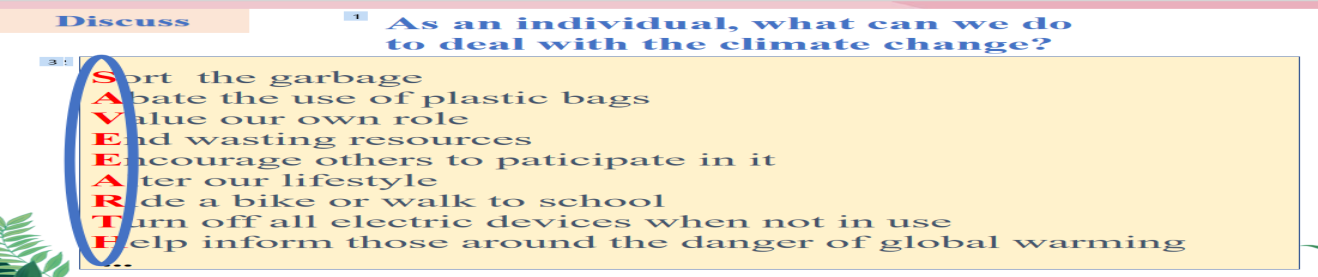 Discuss
1
As an individual, what can we do
to deal with the climate change?
3
Sort the garbage
Abate the use of plastic bags
Value our own role
End wasting resources
Encourage others to paticipate in it
Alter our lifestyle
Ride a bike or walk to school
Turn off all electric devices when not in use
Help inform those around the danger of global warming
...